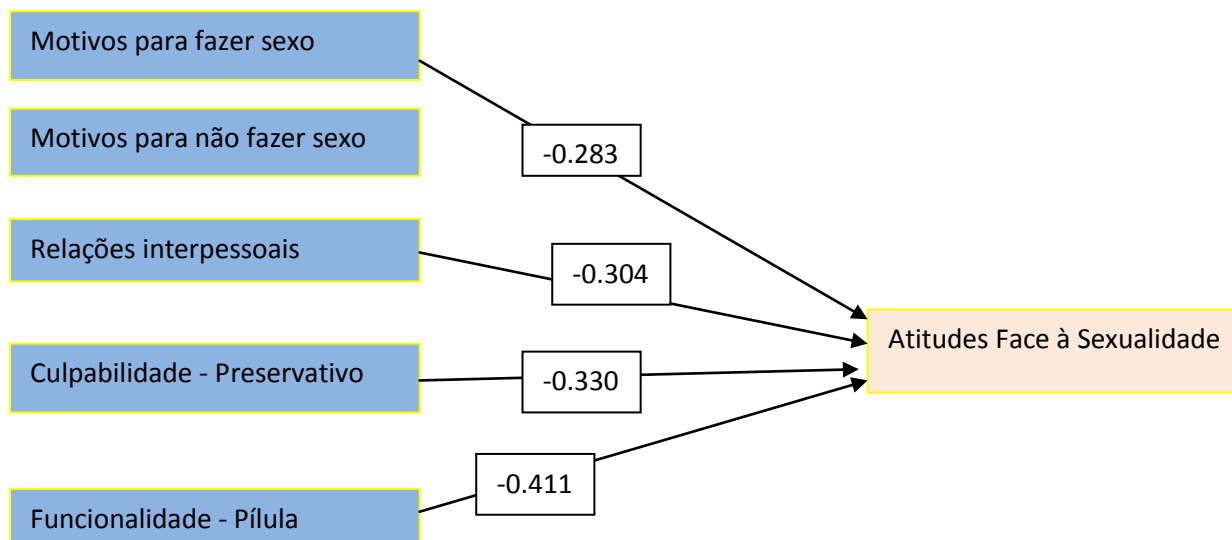 Motivos para fazer sexo
Motivos para não fazer sexo
-0.283
Relações interpessoais
-0.304
Atitudes Face à Sexualidade
Culpabilidade - Preservativo
-0.330
-0.411
Funcionalidade - Pílula